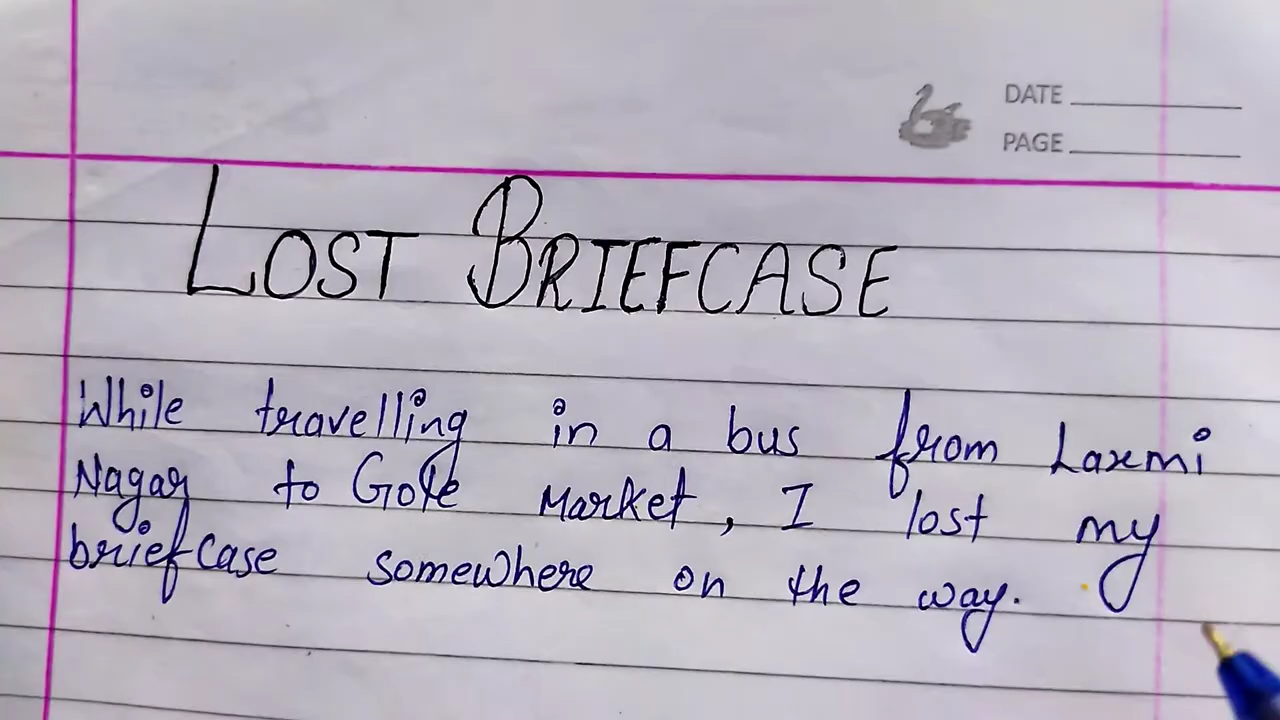 DATE
PAGE
LOST BRIEFCASE
While travelling in a bus from Laxmi
Nagar to Gole Market, I lost my
briefcase somewhere on the way.